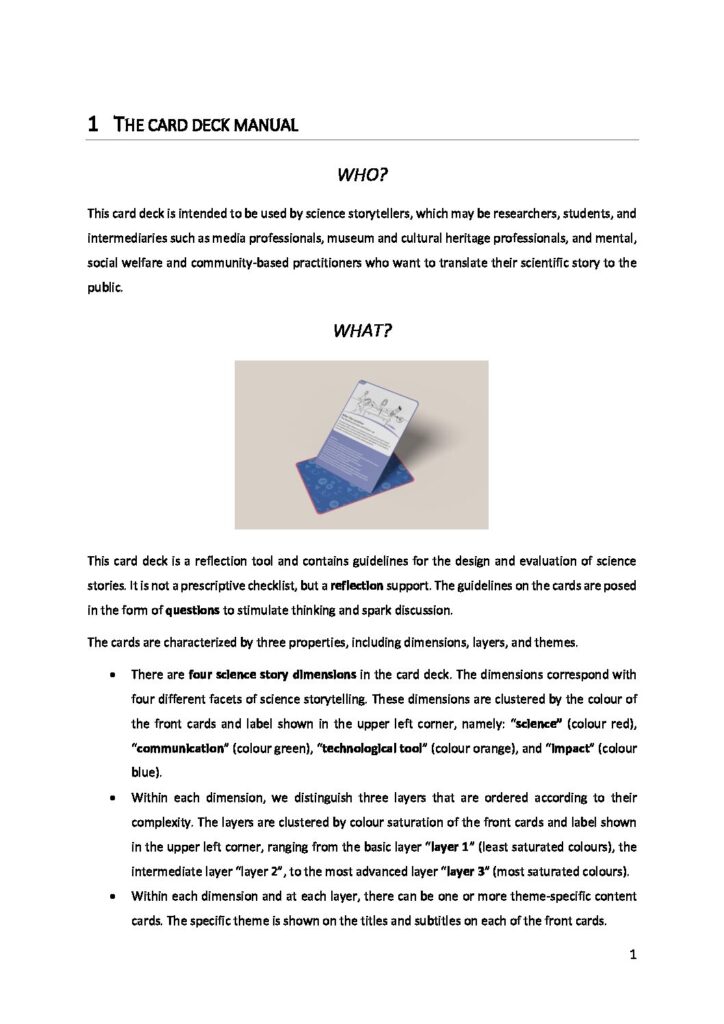 1 THE CARD DECK MANUAL
WHO?
This card deck is intended to be used by science storytellers, which may be researchers, students, and
intermediaries such as media professionals, museum and cultural heritage professionals, and mental,
social welfare and community-based practitioners who want to translate their scientific story to the
public.
WHAT?
This card deck is a reflection tool and contains guidelines for the design and evaluation of science
stories. It is not a prescriptive checklist, but a reflection support. The guidelines on the cards are posed
in the form of questions to stimulate thinking and spark discussion.
The cards are characterized by three properties, including dimensions, layers, and themes.
• There are four science story dimensions in the card deck. The dimensions correspond with
four different facets of science storytelling. These dimensions are clustered by the colour of
the front cards and label shown in the upper left corner, namely: “science” (colour red),
“communication” (colour green), “technological tool” (colour orange), and “impact” (colour
blue).
• Within each dimension, we distinguish three layers that are ordered according to their
complexity. The layers are clustered by colour saturation of the front cards and label shown
in the upper left corner, ranging from the basic layer “layer 1” (least saturated colours), the
intermediate layer “layer 2”, to the most advanced layer “layer 3” (most saturated colours).
• Within each dimension and at each layer, there can be one or more theme-specific content
cards. The specific theme is shown on the titles and subtitles on each of the front cards.
1